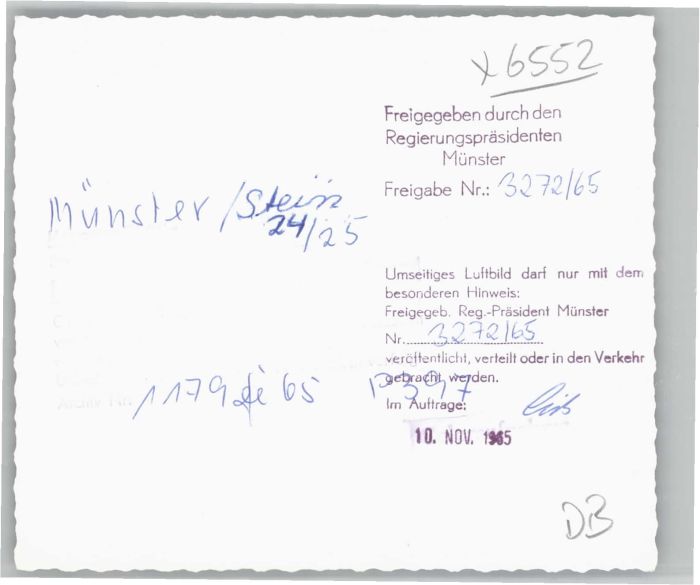 x6552
Freigegeben durch den
Regierungspräsidenten
Münster
Freigabe Nr.: 3272/65
Münster / Stein
24/25
Umseitiges Luftbild darf nur mit dem
besonderen Hinweis:
Freigegeb. Reg.-Präsident Münster
Nr. 3272/65
veröffentlicht, verteilt oder in den Verkehr
gebracht werden.
1179 65 P397
Im Auftrage:
10. NOV. 1965
DB